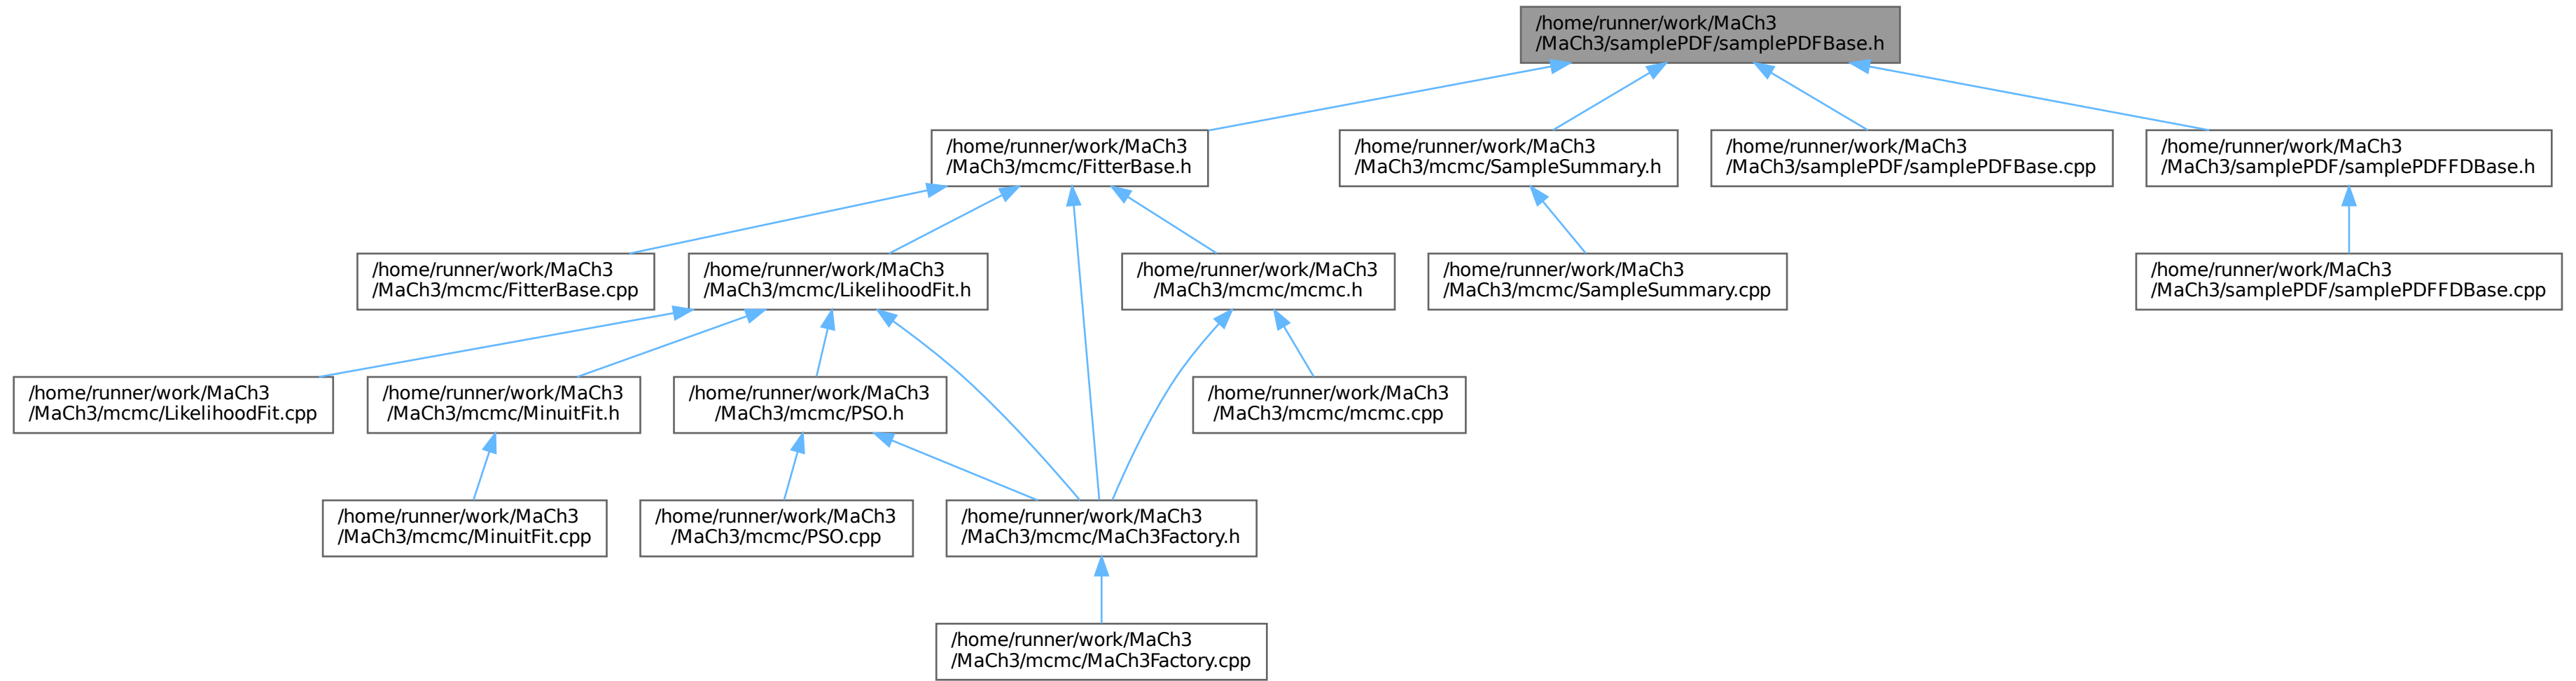 /home/runner/work/MaCh3
/MaCh3/samplePDF/samplePDFBase.h
/home/runner/work/MaCh3
/MaCh3/mcmc/FitterBase.h
/home/runner/work/MaCh3
/MaCh3/mcmc/SampleSummary.h
/home/runner/work/MaCh3
/MaCh3/samplePDF/samplePDFBase.cpp
/home/runner/work/MaCh3
/MaCh3/samplePDF/samplePDFFDBase.h
/home/runner/work/MaCh3
/MaCh3/mcmc/FitterBase.cpp
/home/runner/work/MaCh3
/MaCh3/mcmc/LikelihoodFit.h
/home/runner/work/MaCh3
/MaCh3/mcmc/mcmc.h
/home/runner/work/MaCh3
/MaCh3/mcmc/SampleSummary.cpp
/home/runner/work/MaCh3
/MaCh3/samplePDF/samplePDFFDBase.cpp
/home/runner/work/MaCh3
/MaCh3/mcmc/LikelihoodFit.cpp
/home/runner/work/MaCh3
/MaCh3/mcmc/MinuitFit.h
/home/runner/work/MaCh3
/MaCh3/mcmc/PSO.h
/home/runner/work/MaCh3
/MaCh3/mcmc/mcmc.cpp
/home/runner/work/MaCh3
/MaCh3/mcmc/MinuitFit.cpp
/home/runner/work/MaCh3
/MaCh3/mcmc/PSO.cpp
/home/runner/work/MaCh3
/MaCh3/mcmc/MaCh3Factory.h
/home/runner/work/MaCh3
/MaCh3/mcmc/MaCh3Factory.cpp